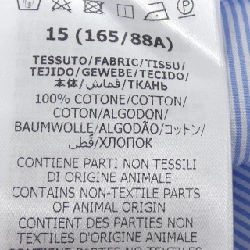 15 (165/88A)
TESSUTO/FABRIC/TISSU/
TEJIDO/GEWEBE/TECIDO/
本体/قماش/ТКАНЬ
100% COTONE/COTTON/
COTON/ALGODON/
BAUMWOLLE/ALGODÃO/コットン/
قطن/ХЛОПОК
CONTIENE PARTI NON TESSILI
DI ORIGINE ANIMALE
CONTAINS NON-TEXTILE PARTS
OF ANIMAL ORIGIN
CONTIENT DES PARTIES NON
TEXTILES D'ORIGINE ANIMALE